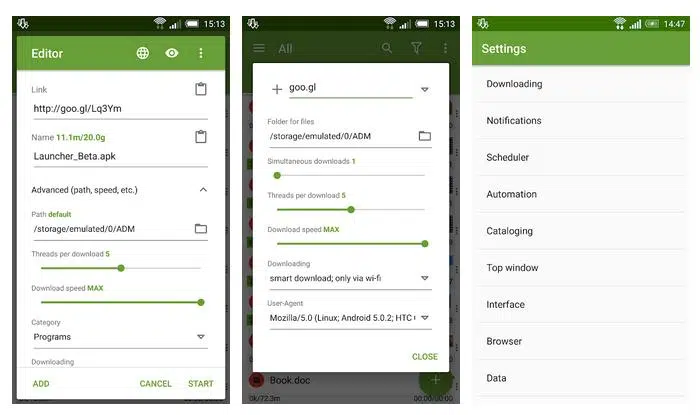 15:13
Editor
Link
http://goo.gl/Lq3Ym
Name 11.1m/20.0g
Launcher_Beta.apk
Advanced (path, speed, etc.)
Path default
/storage/emulated/0/ADM
Threads per download 5
Download speed MAX
Category
Programs
Downloading
ADD CANCEL START
15:13
All
goo.gl
Folder for files
/storage/emulated/0/ADM
Simultaneous downloads 1
Threads per download 5
Download speed MAX
Downloading
smart download; only via wi-fi
User-Agent
Mozilla/5.0 (Linux; Android 5.0.2; HTC
CLOSE
Book.doc
0k/72.3m 00:00/00:00
14:47
Settings
Downloading
Notifications
Scheduler
Automation
Cataloging
Top window
Interface
Browser
Data